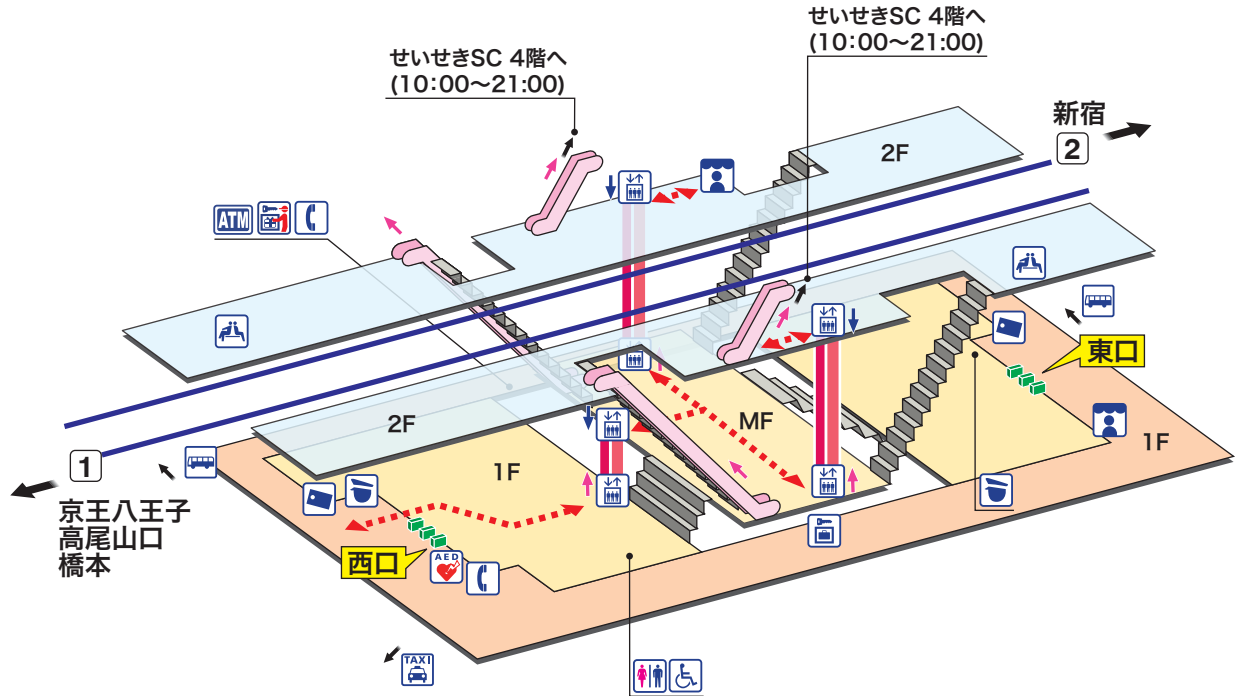 せいせきSC 4階へ
(10:00〜21:00)
せいせきSC 4階へ
(10:00〜21:00)
新宿
2
2F
ATM
東口
MF
2F
1F
1F
1
京王八王子
高尾山口
橋本
西口
AED
TAXI